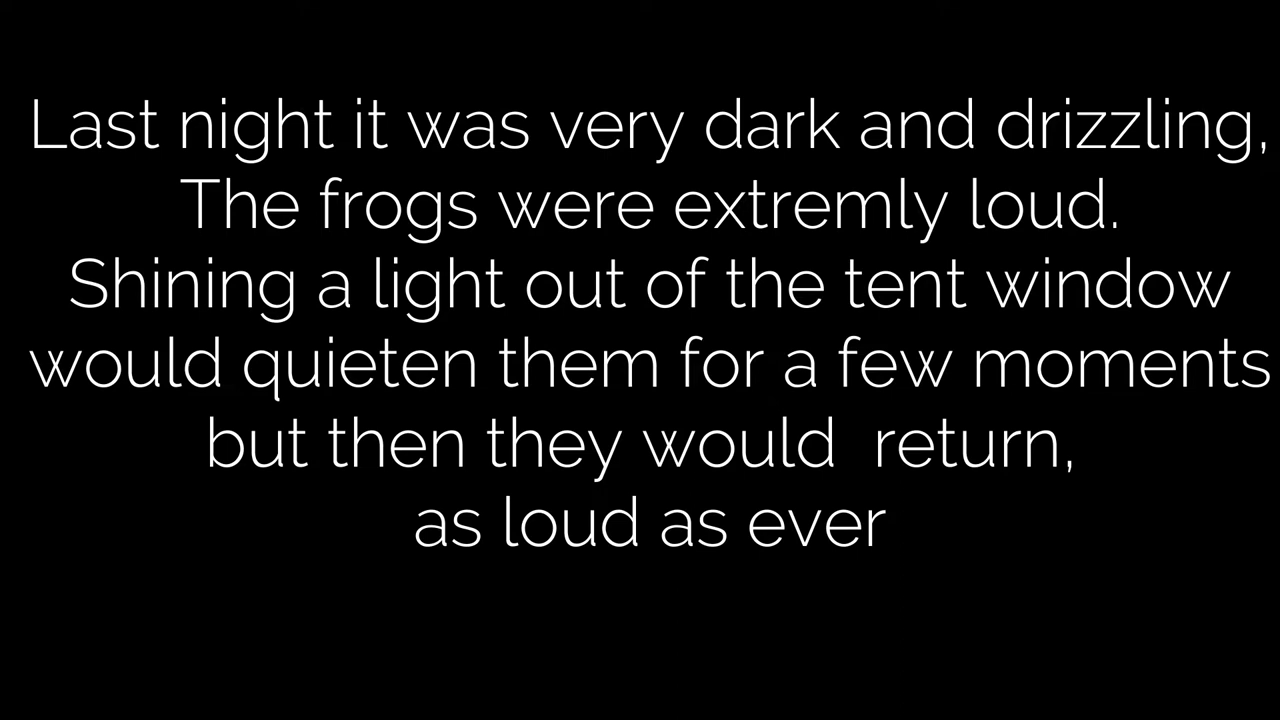 Last night it was very dark and drizzling,
The frogs were extremly loud.
Shining a light out of the tent window
would quieten them for a few moments
but then they would  return,
as loud as ever